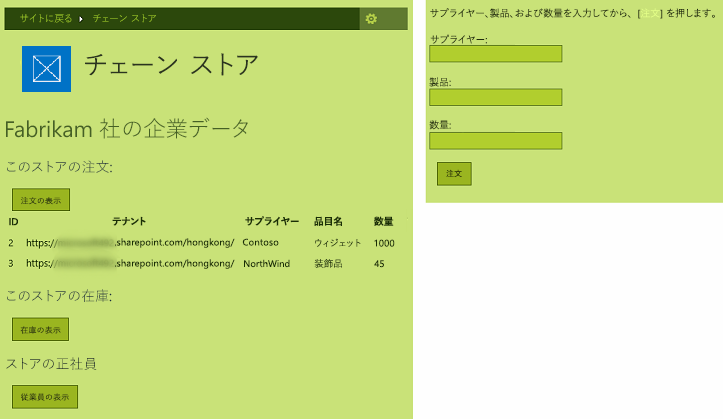 サイトに戻る ▸ チェーン ストア
チェーン ストア
Fabrikam 社の企業データ
このストアの注文:
注文の表示
ID テナント サプライヤー 品目名 数量
2 https:// .sharepoint.com/hongkong/ Contoso ウィジェット 1000
3 https:// .sharepoint.com/hongkong/ NorthWind 装飾品 45
このストアの在庫:
在庫の表示
ストアの正社員
従業員の表示
サプライヤー、製品、および数量を入力してから、[注文] を押します。
サプライヤー:
製品:
数量:
注文